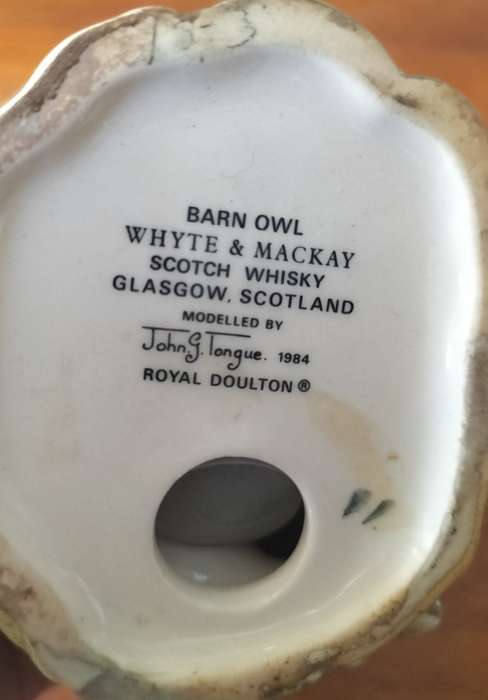 BARN OWL
WHYTE & MACKAY
SCOTCH WHISKY
GLASGOW, SCOTLAND
MODELLED BY
John.G.Tongue. 1984
ROYAL DOULTON ®